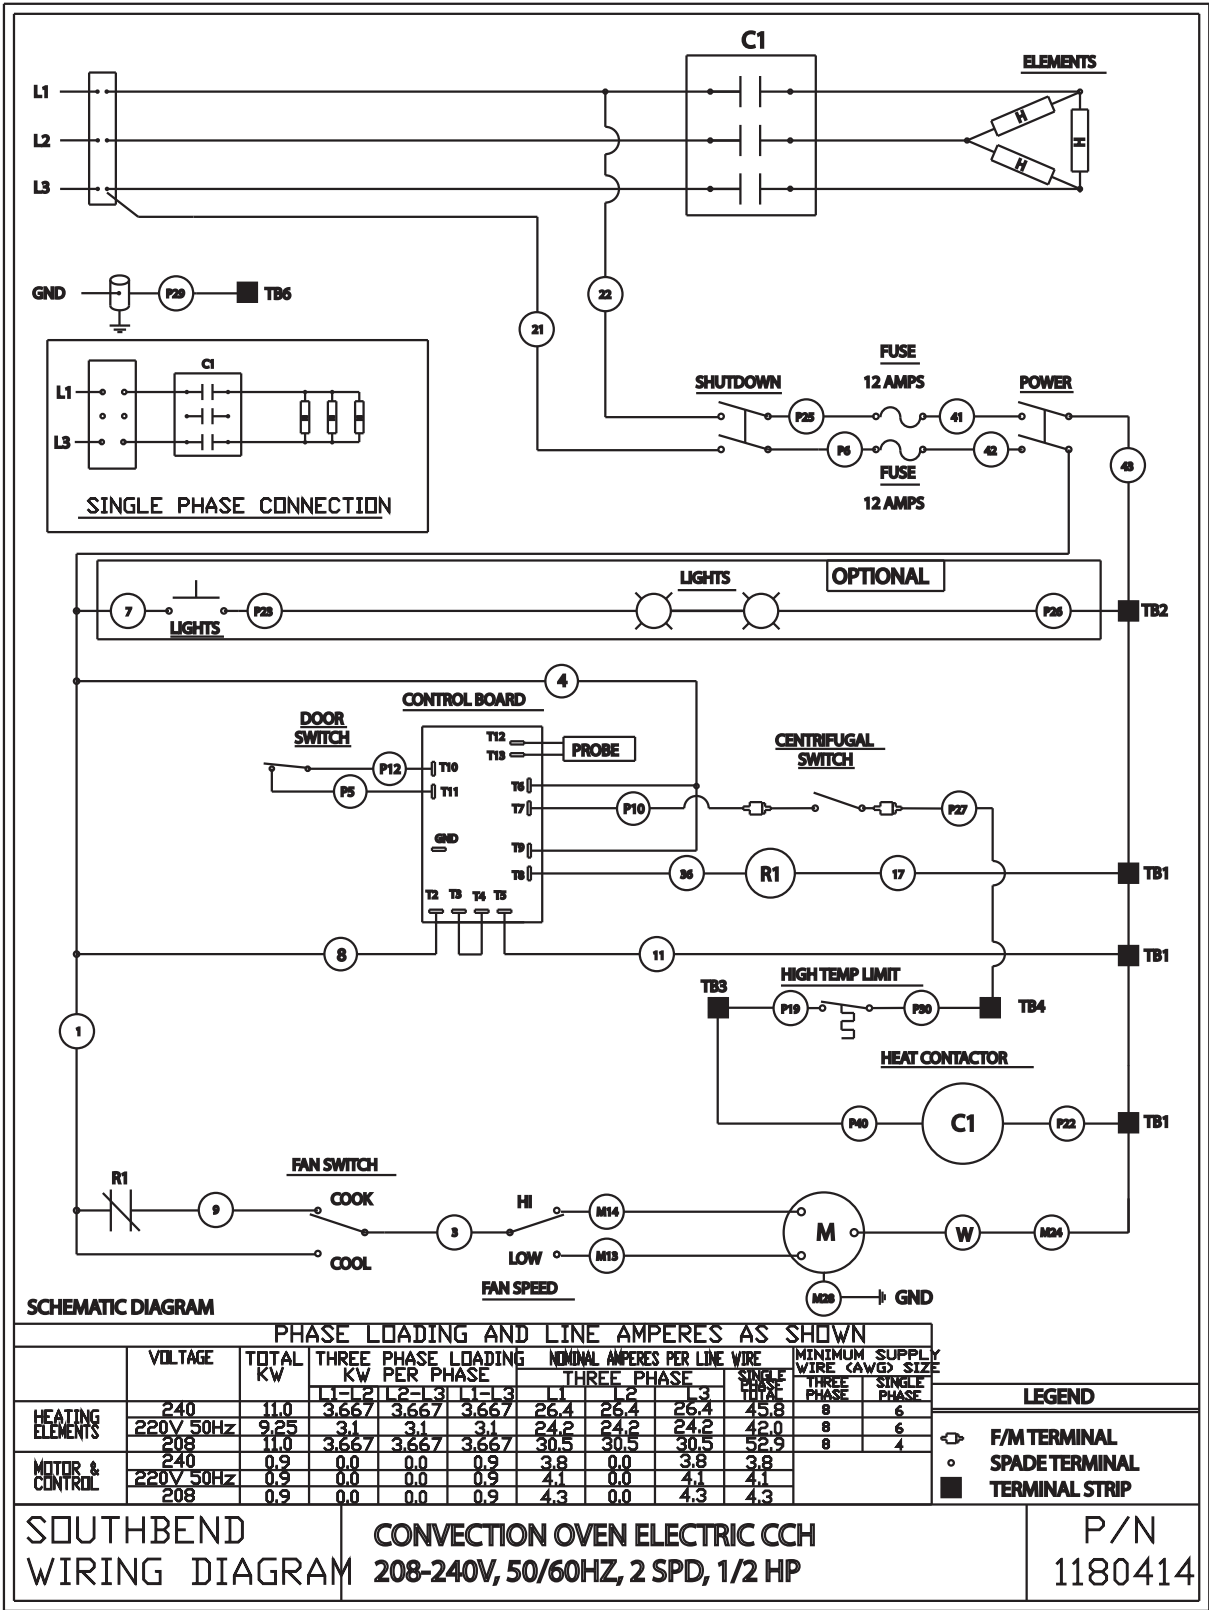 C1
ELEMENTS
L1
H
L2
H
H
L3
GND
P29
TB6
22
21
C1
L1
L3
SINGLE PHASE CONNECTION
FUSE
12 AMPS
SHUTDOWN
POWER
P25
41
P6
42
43
FUSE
12 AMPS
OPTIONAL
LIGHTS
7
P23
P26
TB2
LIGHTS
4
CONTROL BOARD
DOOR
SWITCH
T12
T13
PROBE
CENTRIFUGAL
SWITCH
P12
T10
P5
T11
T6
T7
P10
P27
GND
T9
T8
36
R1
17
TB1
T2 T3 T4 T5
8
11
TB1
HIGH TEMP LIMIT
TB3
P19
P30
TB4
1
HEAT CONTACTOR
P40
C1
P22
TB1
R1
FAN SWITCH
9
COOK
HI
M14
3
M
W
M24
COOL
LOW
M13
FAN SPEED
M28
GND
SCHEMATIC DIAGRAM
PHASE LOADING AND LINE AMPERES AS SHOWN
VOLTAGE
TOTAL
KW
THREE PHASE LOADING
KW PER PHASE
NOMINAL AMPERES PER LINE WIRE
MINIMUM SUPPLY
WIRE (AWG) SIZE
THREE PHASE
SINGLE
PHASE
TOTAL
THREE
PHASE
SINGLE
PHASE
L1-L2 L2-L3 L1-L3 L1 L2 L3
HEATING
ELEMENTS
240 11.0 3.667 3.667 3.667 26.4 26.4 26.4 45.8 8 6
220V 50Hz 9.25 3.1 3.1 3.1 24.2 24.2 24.2 42.0 8 6
208 11.0 3.667 3.667 3.667 30.5 30.5 30.5 52.9 8 4
MOTOR &
CONTROL
240 0.9 0.0 0.0 0.9 3.8 0.0 3.8 3.8
220V 50Hz 0.9 0.0 0.0 0.9 4.1 0.0 4.1 4.1
208 0.9 0.0 0.0 0.9 4.3 0.0 4.3 4.3
LEGEND
F/M TERMINAL
SPADE TERMINAL
TERMINAL STRIP
SOUTHBEND
WIRING DIAGRAM
CONVECTION OVEN ELECTRIC CCH
208-240V, 50/60HZ, 2 SPD, 1/2 HP
P/N
1180414